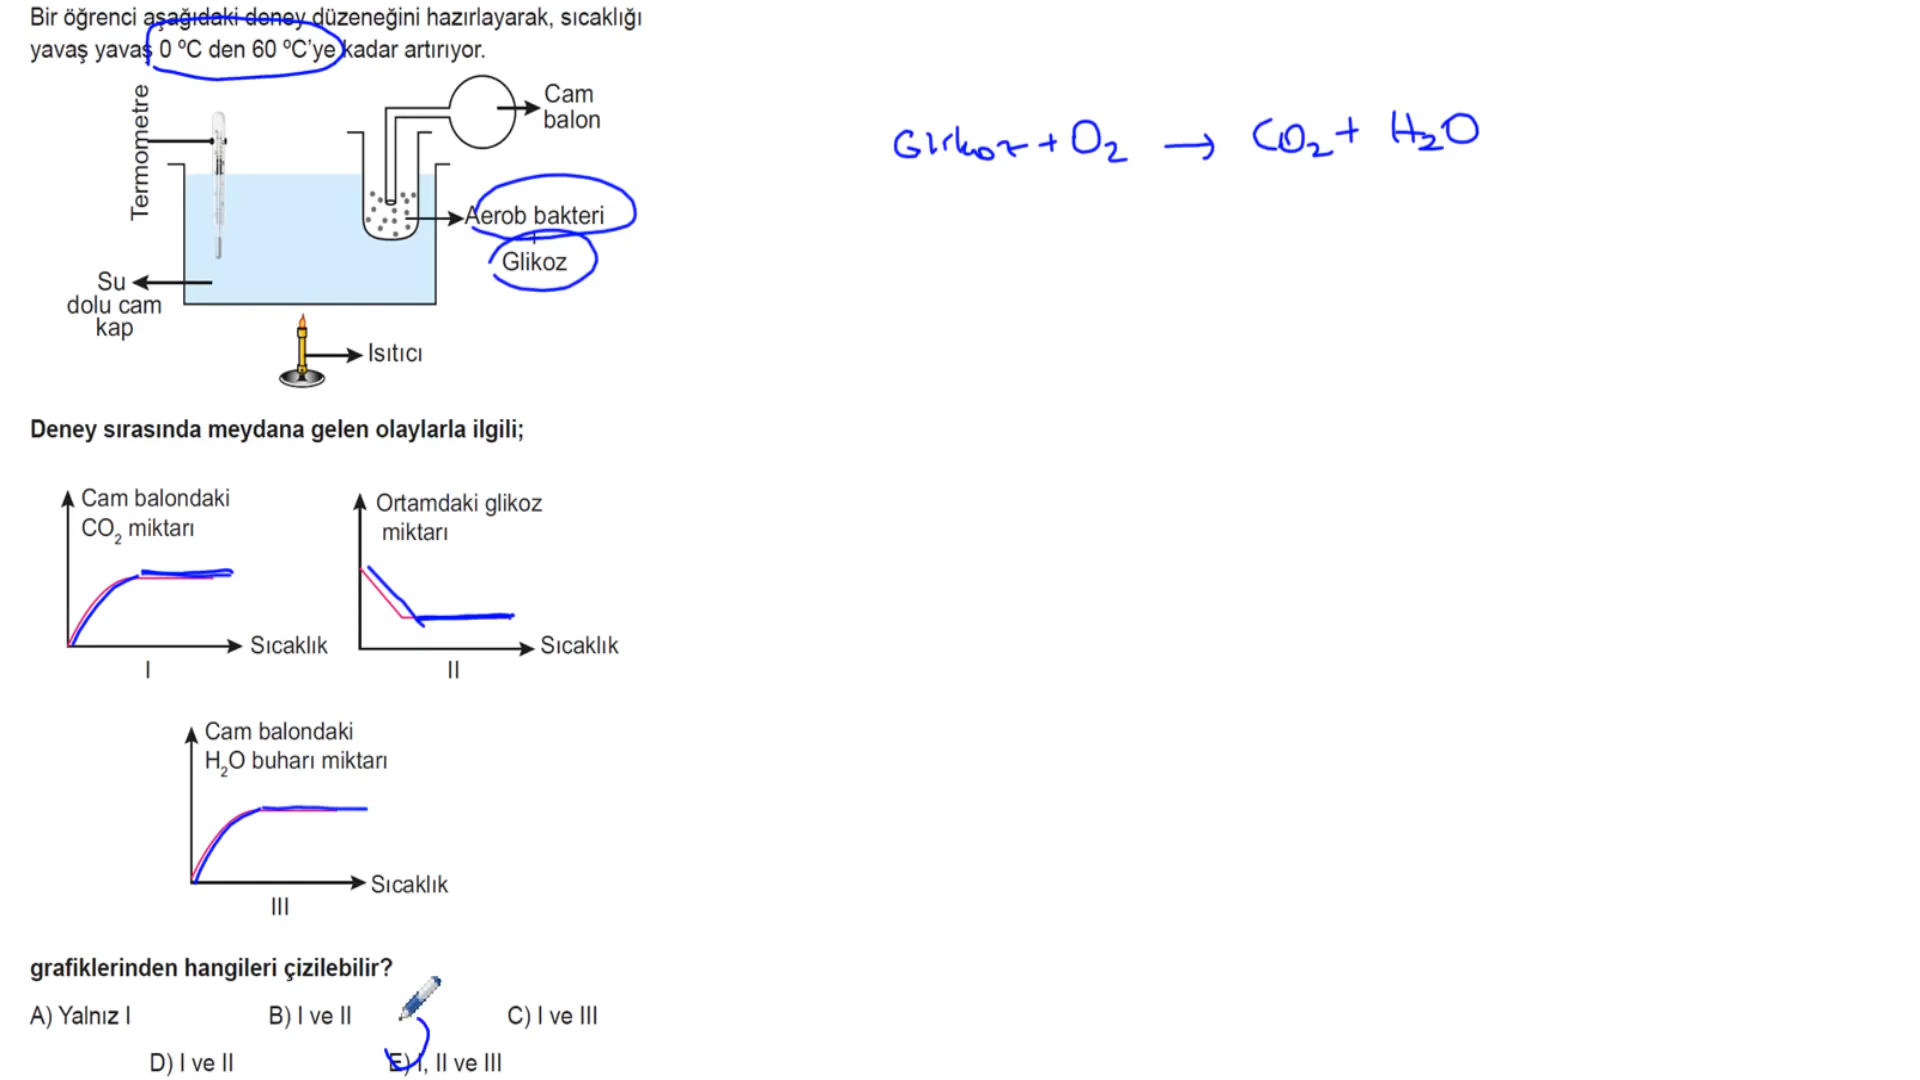 Bir öğrenci aşağıdaki deney düzeneğini hazırlayarak, sıcaklığı
yavaş yavaş 0 ºC den 60 ºC'ye kadar artırıyor.
Termometre
Cam
balon
Aerob bakteri
+
Glikoz
Su
dolu cam
kap
Isıtıcı
Glikoz + O2 → CO2 + H2O
Deney sırasında meydana gelen olaylarla ilgili;
Cam balondaki
CO2 miktarı
Sıcaklık
I
Ortamdaki glikoz
miktarı
Sıcaklık
II
Cam balondaki
H2O buharı miktarı
Sıcaklık
III
grafiklerinden hangileri çizilebilir?
A) Yalnız I B) I ve II C) I ve III
D) I ve II E) I, II ve III